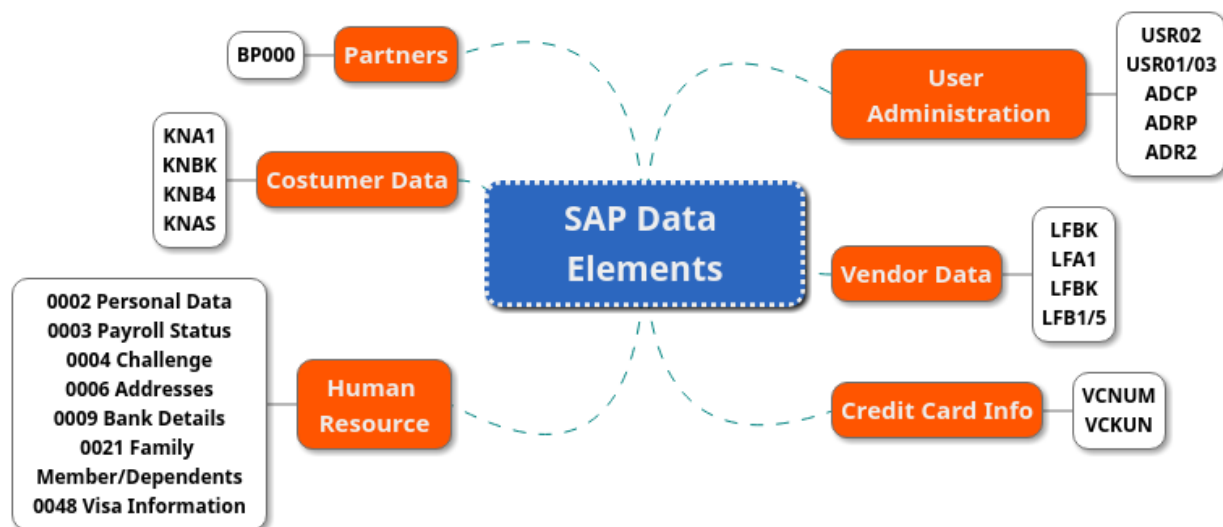 SAP Data
Elements
Partners
BP000
Costumer Data
KNA1
KNBK
KNB4
KNAS
Human
Resource
0002 Personal Data
0003 Payroll Status
0004 Challenge
0006 Addresses
0009 Bank Details
0021 Family
Member/Dependents
0048 Visa Information
User
Administration
USR02
USR01/03
ADCP
ADRP
ADR2
Vendor Data
LFBK
LFA1
LFBK
LFB1/5
Credit Card Info
VCNUM
VCKUN